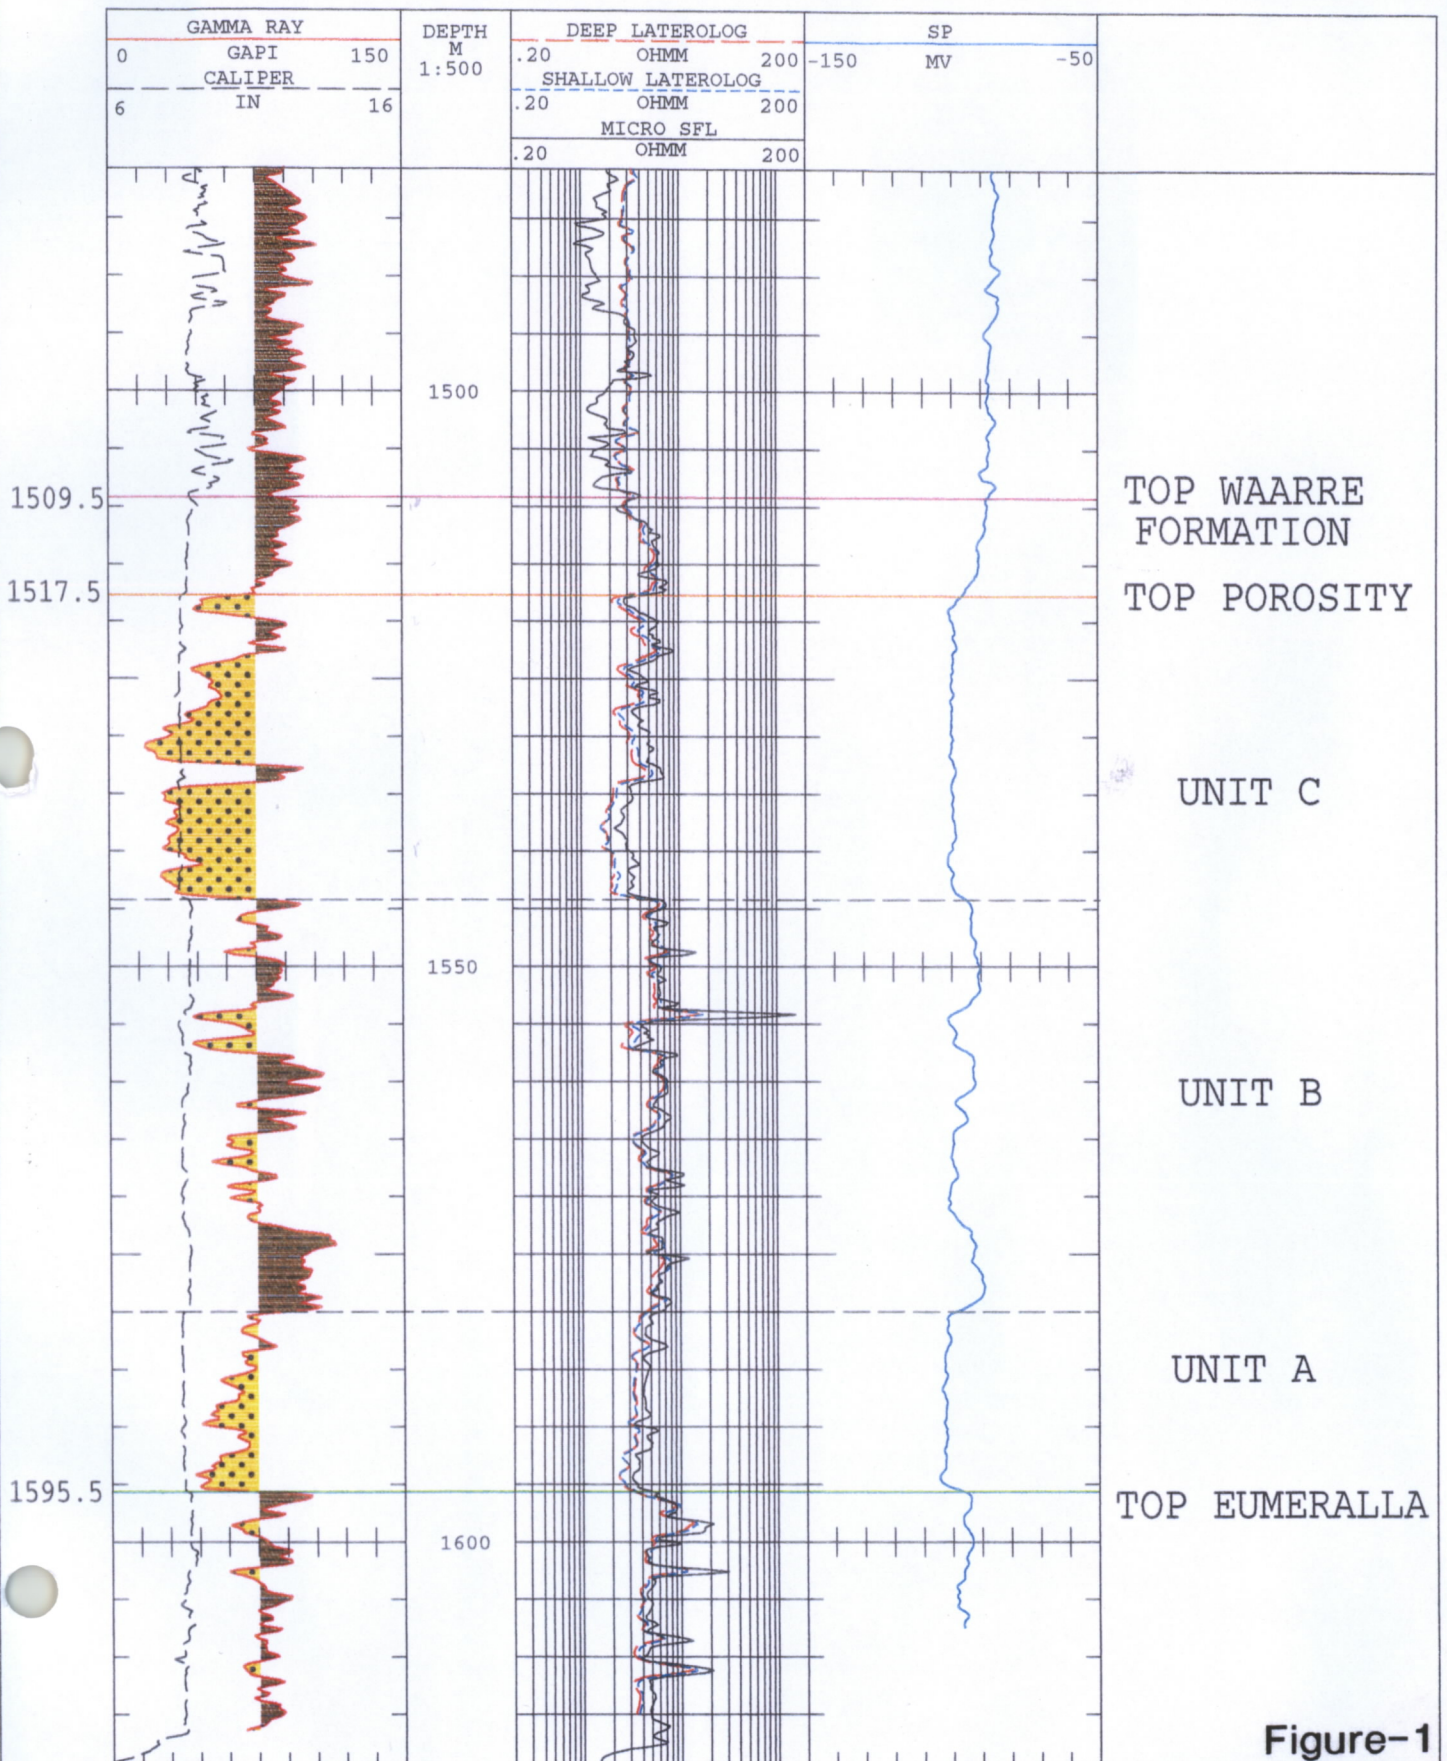 GAMMA RAY
0 GAPI 150
CALIPER
6 IN 16
DEPTH
M
1:500
DEEP LATEROLOG
.20 OHMM 200
SHALLOW LATEROLOG
.20 OHMM 200
MICRO SFL
.20 OHMM 200
SP
-150 MV -50
1500
1509.5
TOP WAARRE
FORMATION
1517.5
TOP POROSITY
UNIT C
1550
UNIT B
UNIT A
1595.5
TOP EUMERALLA
1600
Figure-1